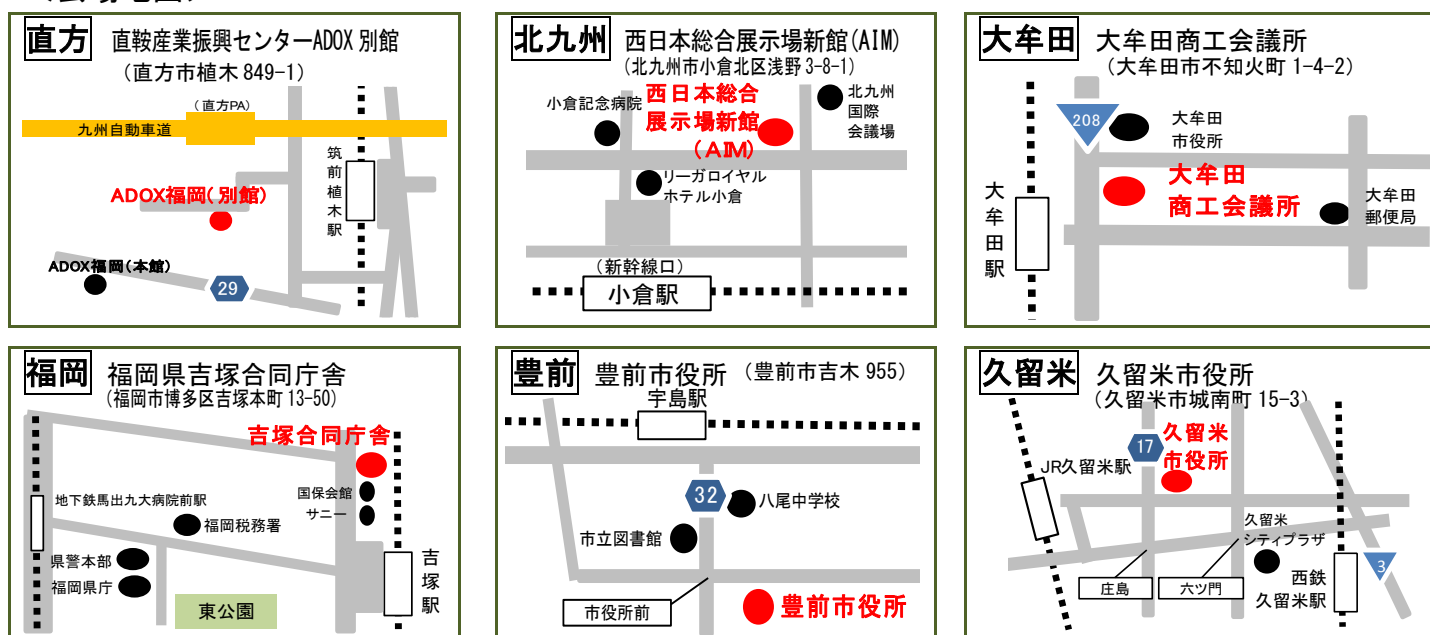 直方 直鞍産業振興センターADOX 別館
(直方市植木 849-1)
(直方PA)
九州自動車道
筑前植木駅
ADOX福岡(別館)
ADOX福岡(本館)
29
北九州 西日本総合展示場新館(AIM)
(北九州市小倉北区浅野 3-8-1)
小倉記念病院
西日本総合
展示場新館
(AIM)
北九州
国際
会議場
リーガロイヤル
ホテル小倉
(新幹線口)
小倉駅
大牟田 大牟田商工会議所
(大牟田市不知火町 1-4-2)
208
大牟田
市役所
大牟田
商工会議所
大牟田
郵便局
大牟田駅
福岡 福岡県吉塚合同庁舎
(福岡市博多区吉塚本町 13-50)
吉塚合同庁舎
国保会館
サニー
地下鉄馬出九大病院前駅
福岡税務署
県警本部
福岡県庁
東公園
吉塚駅
豊前 豊前市役所 (豊前市吉木 955)
宇島駅
32
八尾中学校
市立図書館
市役所前
豊前市役所
久留米 久留米市役所
(久留米市城南町 15-3)
17
久留米
市役所
JR久留米駅
久留米
シティプラザ
庄島
六ツ門
西鉄
久留米駅
3